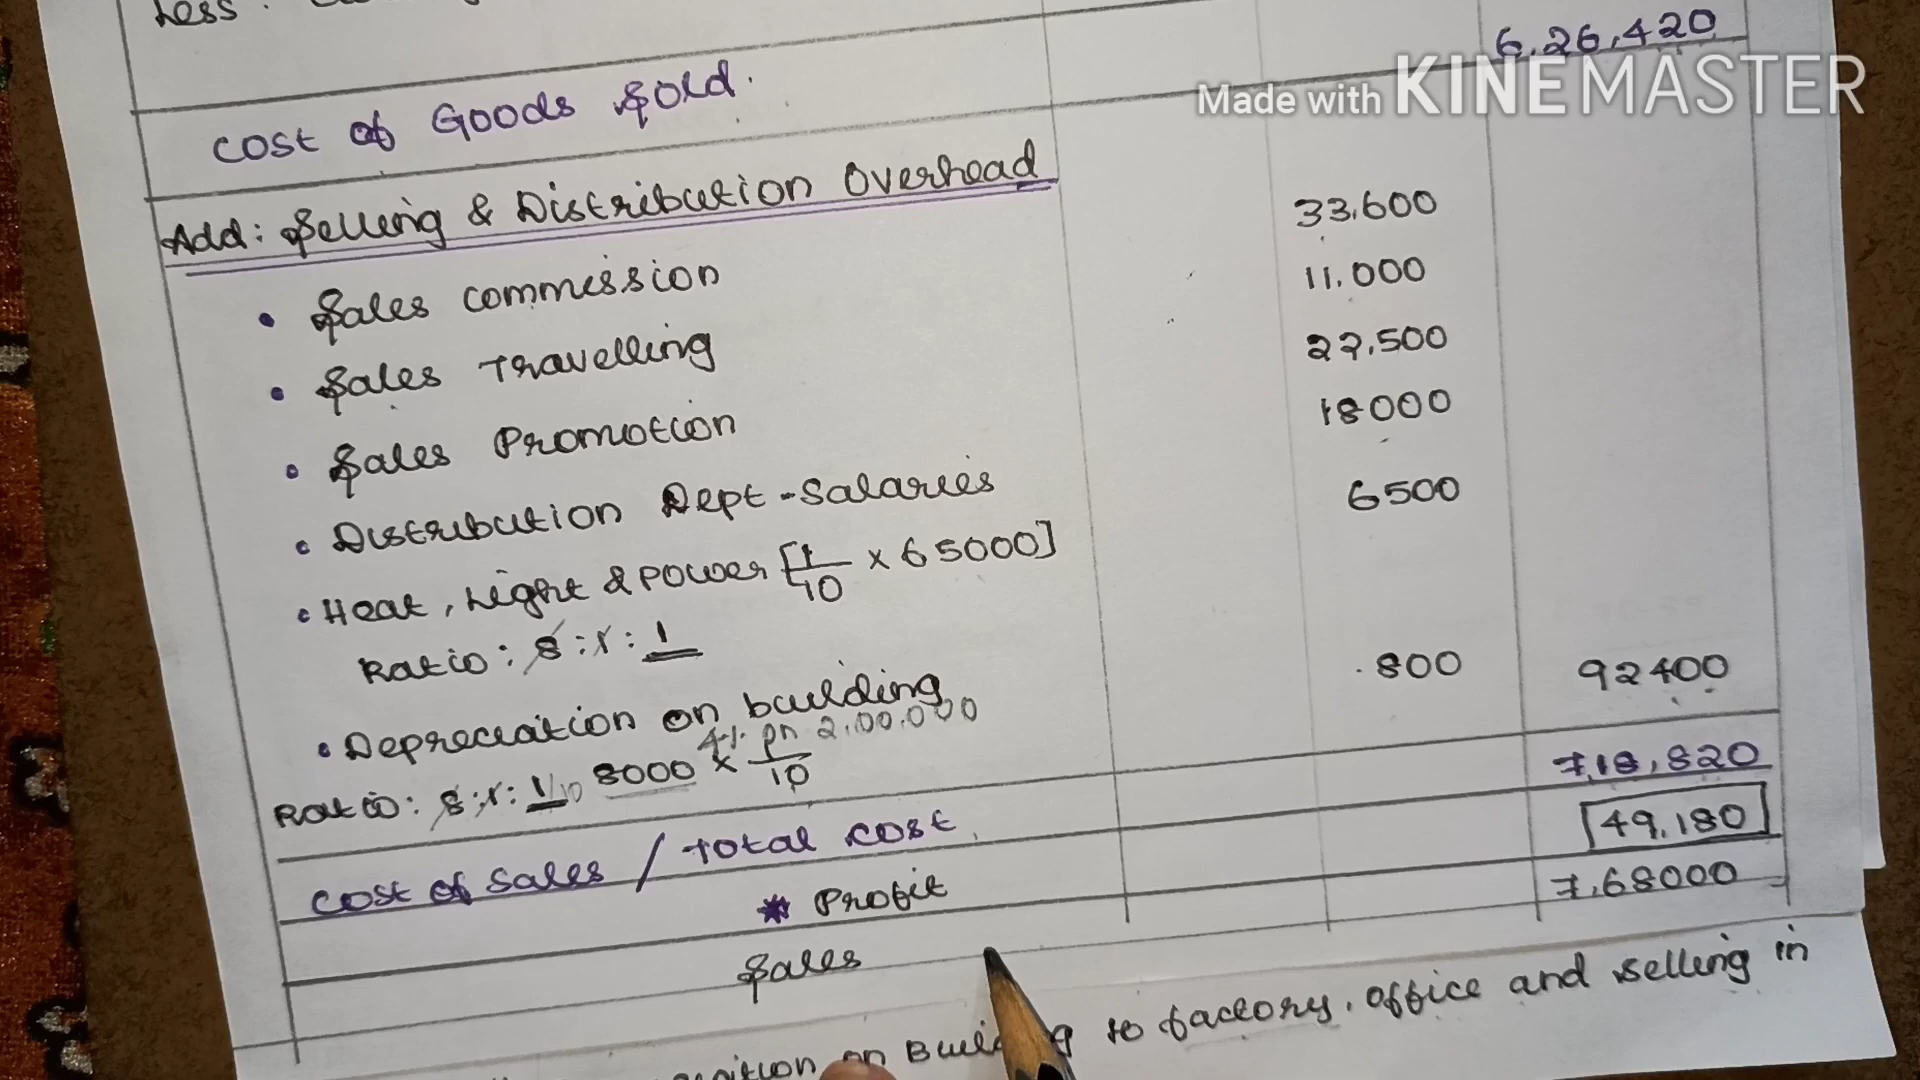 Less:
6,26,420
Made with KINEMASTER
Cost of Goods Sold.
Add: Selling & Distribution Overhead
• Sales Commission 33,600
• Sales Travelling 11,000
• Sales Promotion 22,500
• Distribution Dept-Salaries 18000
• Heat, Light & Power [1/10 × 65000] 6500
Ratio: 8:1:1
• Depreciation on building 800 92400
4% on 2,00,000
Ratio: 8:1:1/10 8000 × 1/10
Cost of Sales / Total Cost 7,18,820
* Profit 49,180
Sales 7,68000
on Building to factory, office and selling in